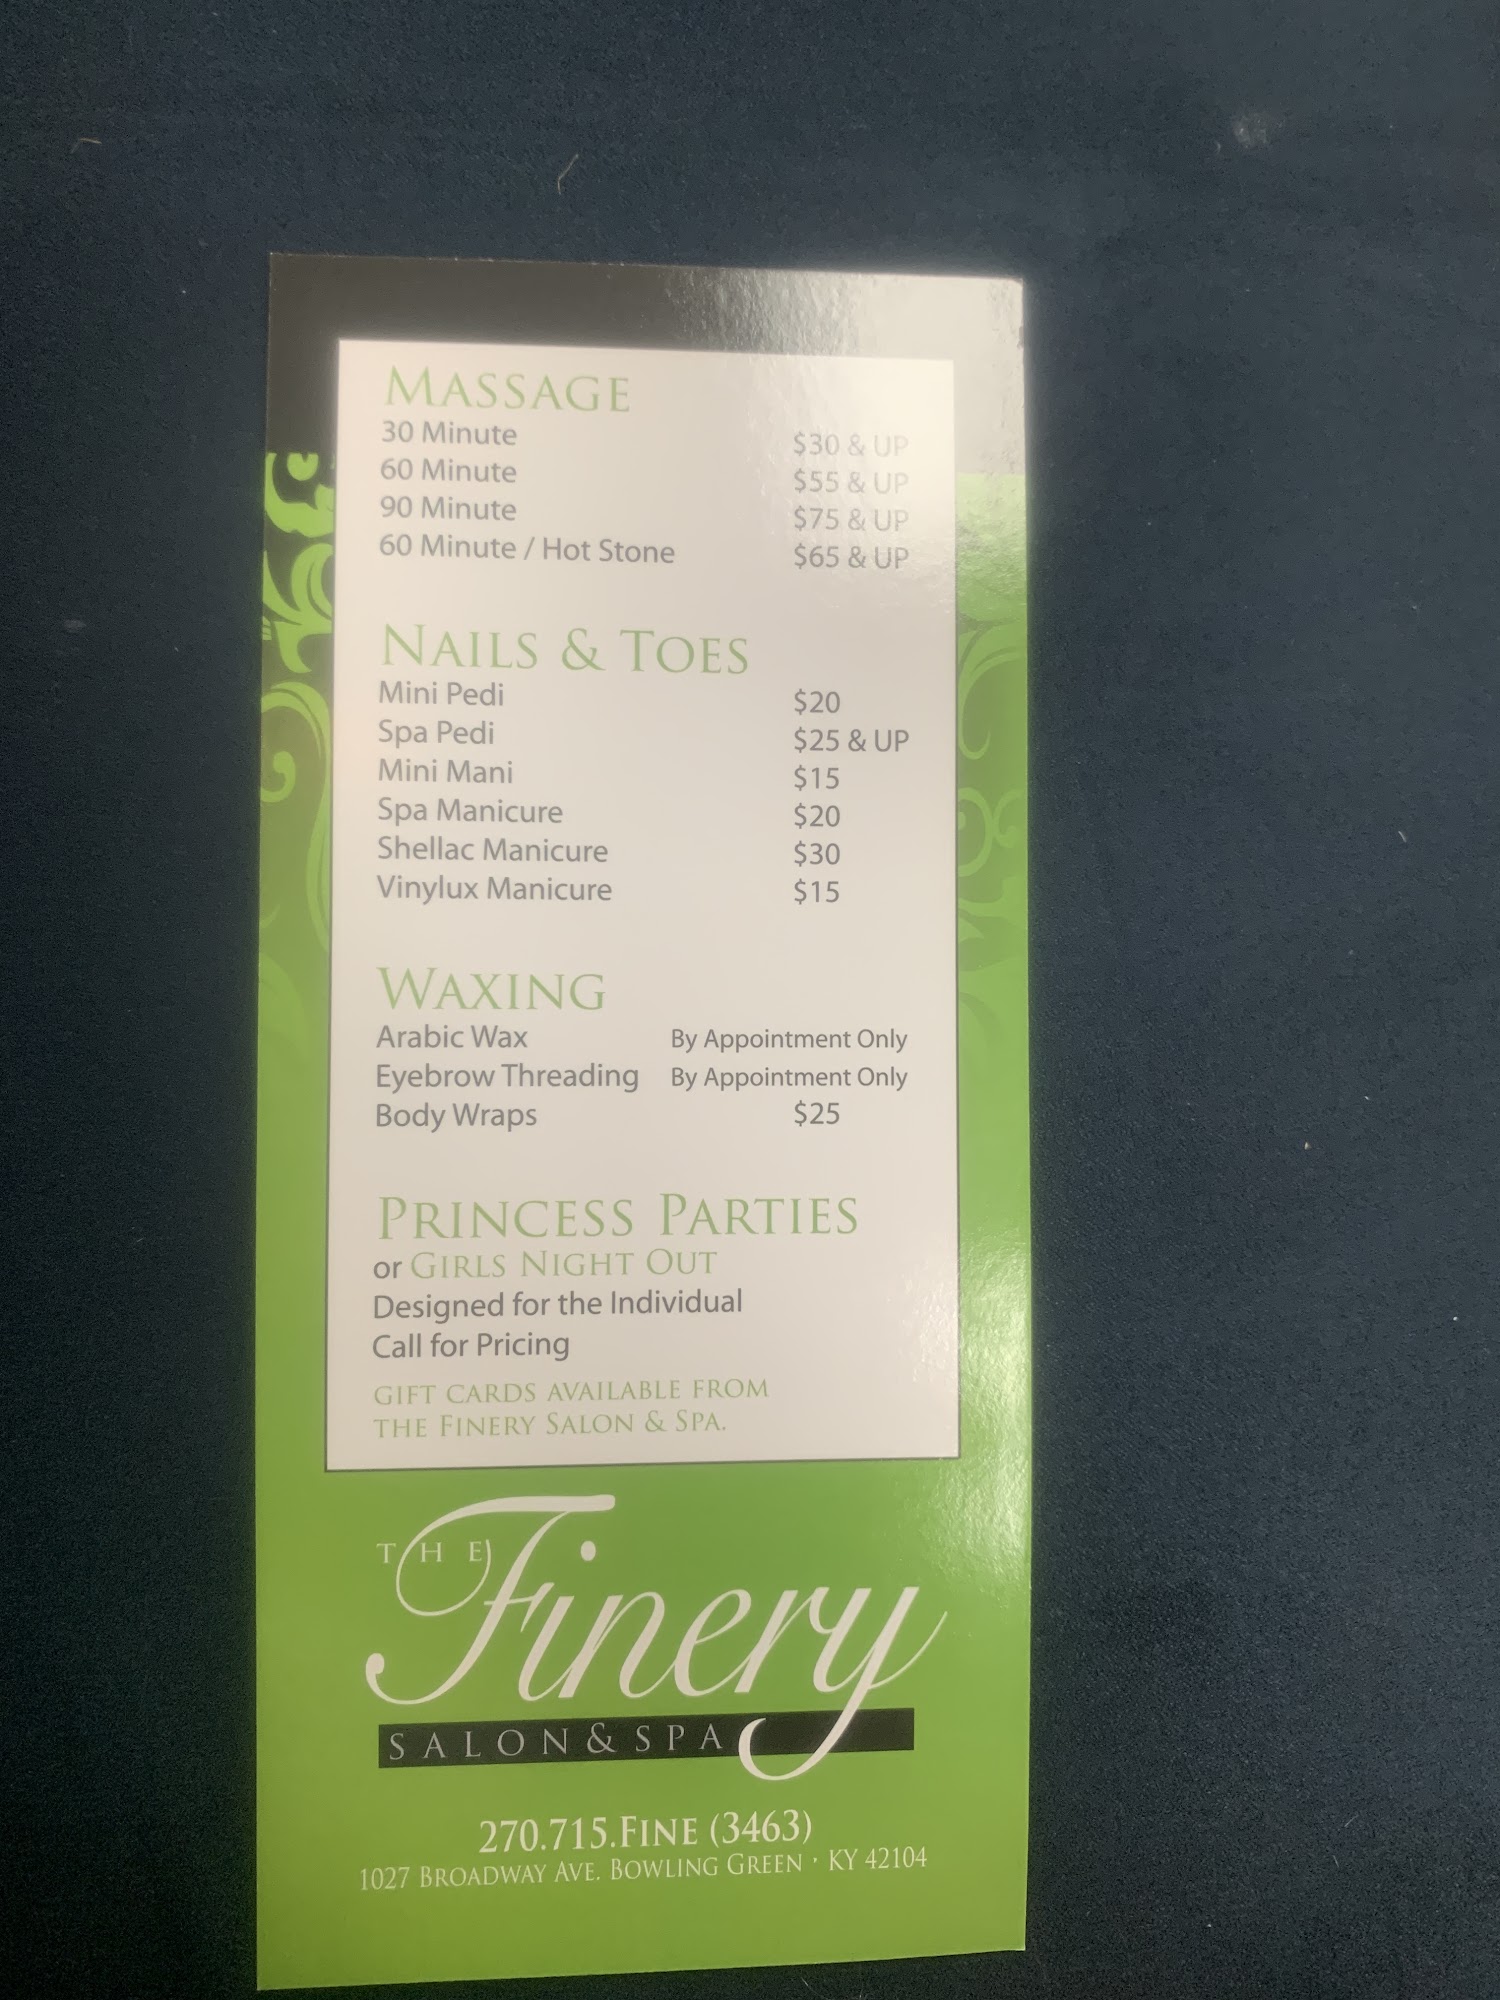 MASSAGE
30 Minute $30 & UP
60 Minute $55 & UP
90 Minute $75 & UP
60 Minute / Hot Stone $65 & UP
NAILS & TOES
Mini Pedi $20
Spa Pedi $25 & UP
Mini Mani $15
Spa Manicure $20
Shellac Manicure $30
Vinylux Manicure $15
WAXING
Arabic Wax By Appointment Only
Eyebrow Threading By Appointment Only
Body Wraps $25
PRINCESS PARTIES
or GIRLS NIGHT OUT
Designed for the Individual
Call for Pricing
GIFT CARDS AVAILABLE FROM
THE FINERY SALON & SPA.
THE
Finery
SALON & SPA
270.715.FINE (3463)
1027 BROADWAY AVE. BOWLING GREEN · KY 42104